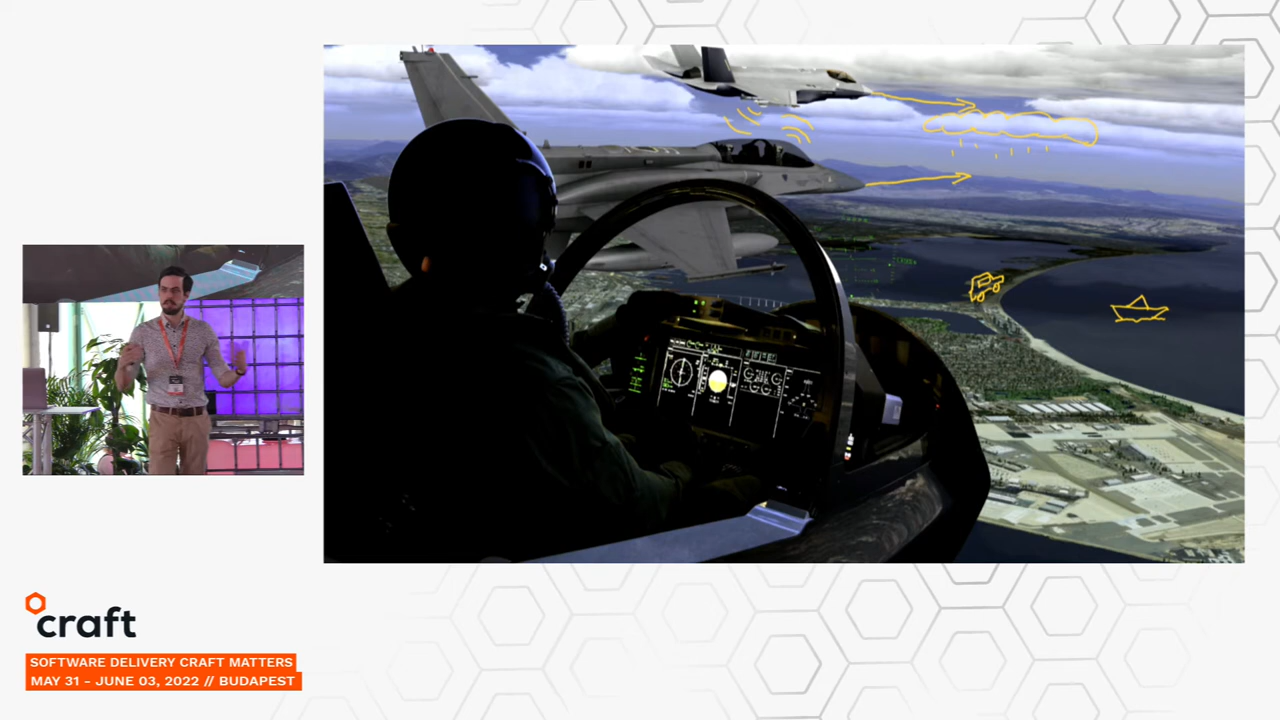 craft
SOFTWARE DELIVERY CRAFT MATTERS
MAY 31 - JUNE 03, 2022 // BUDAPEST